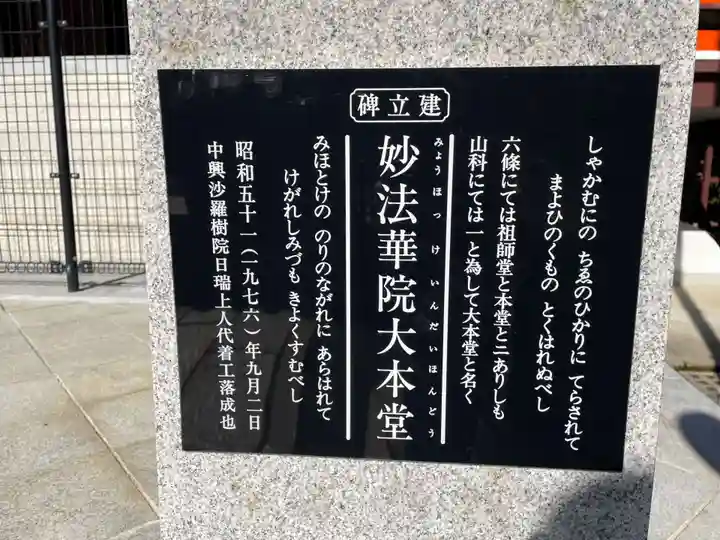 建立碑
しゃかむにの ちゑのひかりに てらされて
まよひのくもの とくはれぬべし
六條にては祖師堂と本堂と二ありしも
山科にては一と為して大本堂と名く
みょうほっけいんだいほんどう
妙法華院大本堂
みほとけの のりのながれに あらはれて
けがれしみづも きよくすむべし
昭和五十一(一九七六)年九月二日
中興沙羅樹院日瑞上人代着工落成也